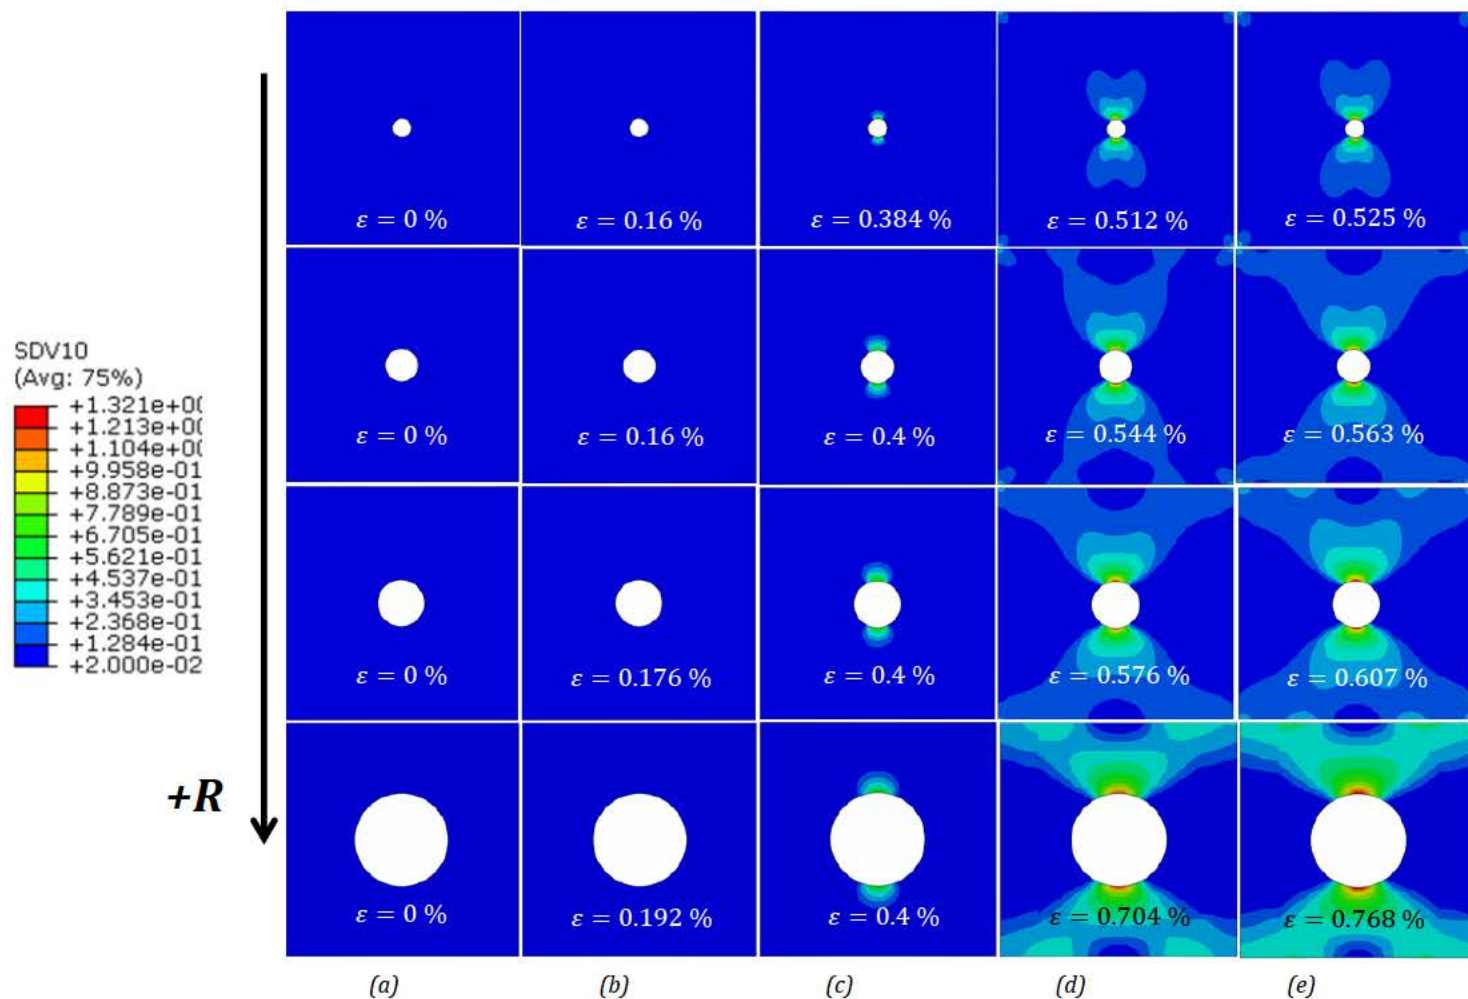 ε = 0 %
ε = 0.16 %
ε = 0.384 %
ε = 0.512 %
ε = 0.525 %
SDV10
(Avg: 75%)
+1.321e+00
+1.213e+00
+1.104e+00
+9.958e-01
+8.873e-01
+7.789e-01
+6.705e-01
+5.621e-01
+4.537e-01
+3.453e-01
+2.368e-01
+1.284e-01
+2.000e-02
ε = 0 %
ε = 0.16 %
ε = 0.4 %
ε = 0.544 %
ε = 0.563 %
ε = 0 %
ε = 0.176 %
ε = 0.4 %
ε = 0.576 %
ε = 0.607 %
+R
ε = 0 %
ε = 0.192 %
ε = 0.4 %
ε = 0.704 %
ε = 0.768 %
(a)
(b)
(c)
(d)
(e)